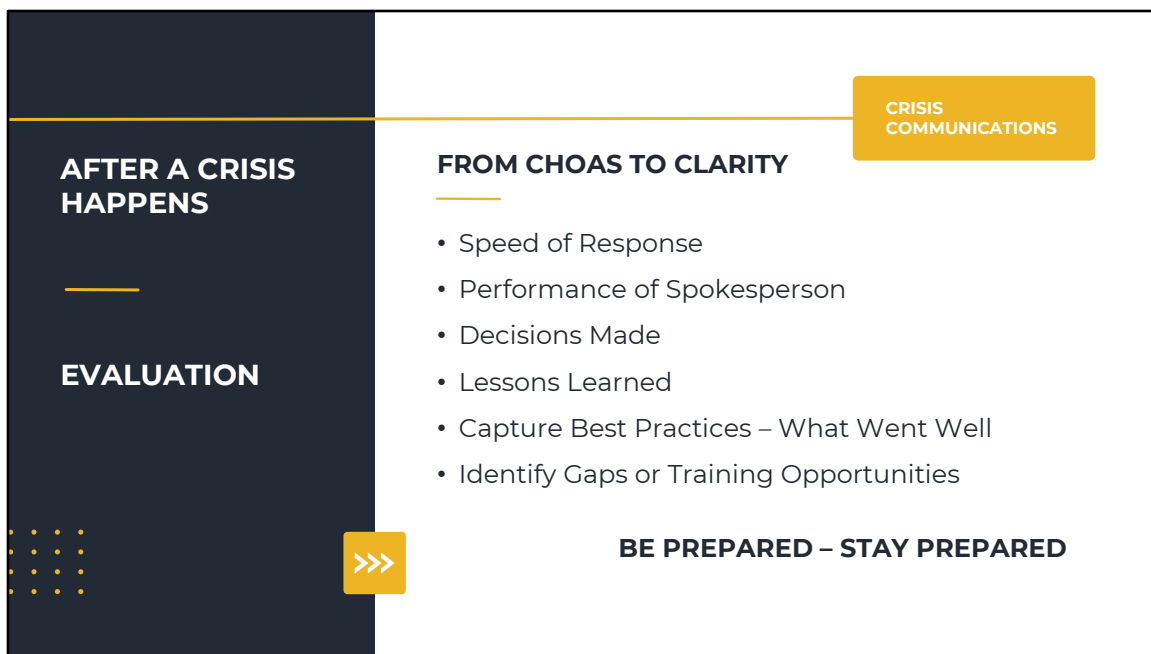 CRISIS
COMMUNICATIONS
AFTER A CRISIS
HAPPENS
EVALUATION
FROM CHOAS TO CLARITY
• Speed of Response
• Performance of Spokesperson
• Decisions Made
• Lessons Learned
• Capture Best Practices – What Went Well
• Identify Gaps or Training Opportunities
BE PREPARED – STAY PREPARED